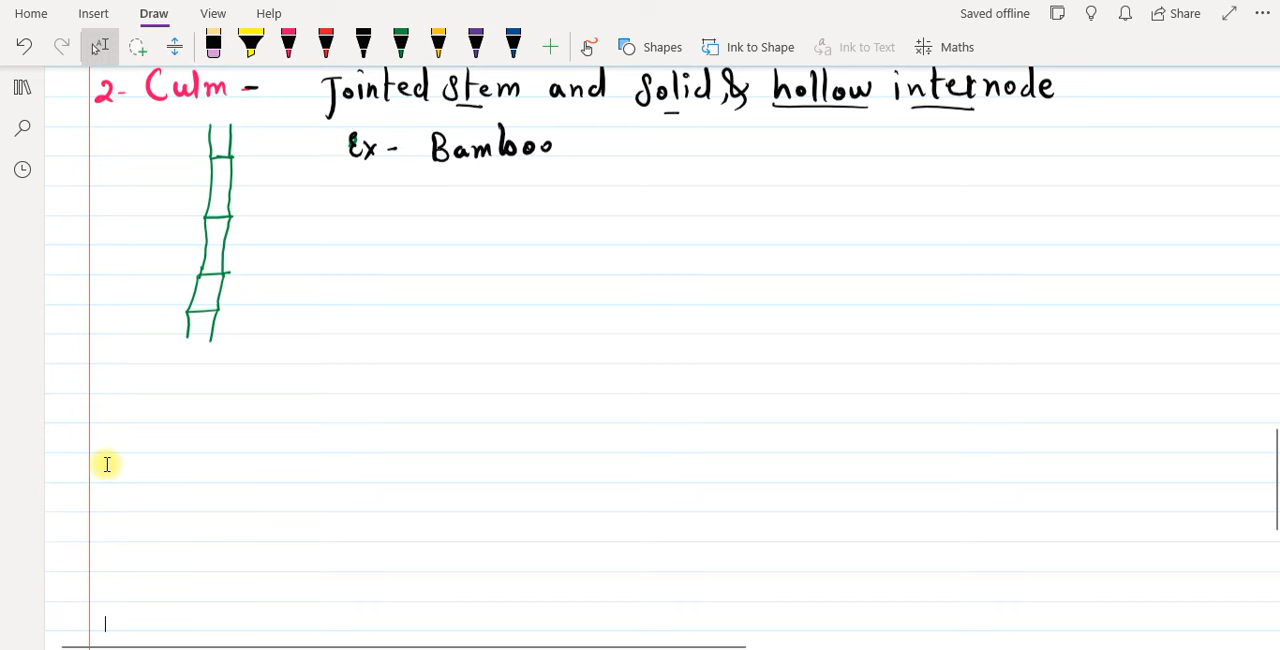 Home Insert Draw View Help Saved offline Share
Shapes Ink to Shape Ink to Text Maths
2- Culm - Jointed stem and solid & hollow internode
Ex - Bamboo